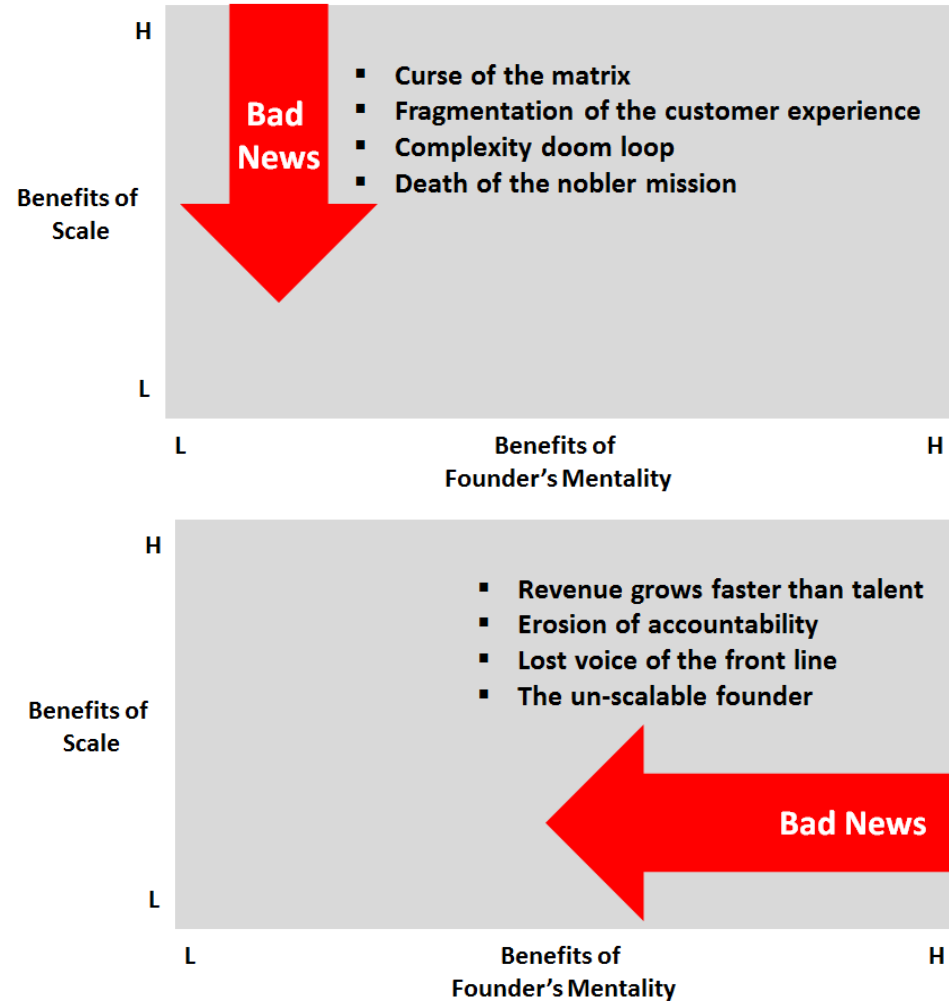 H
Bad
News
▪ Curse of the matrix
▪ Fragmentation of the customer experience
▪ Complexity doom loop
▪ Death of the nobler mission
Benefits of
Scale
L
L
Benefits of
Founder’s Mentality
H
H
▪ Revenue grows faster than talent
▪ Erosion of accountability
▪ Lost voice of the front line
▪ The un-scalable founder
Benefits of
Scale
Bad News
L
L
Benefits of
Founder’s Mentality
H